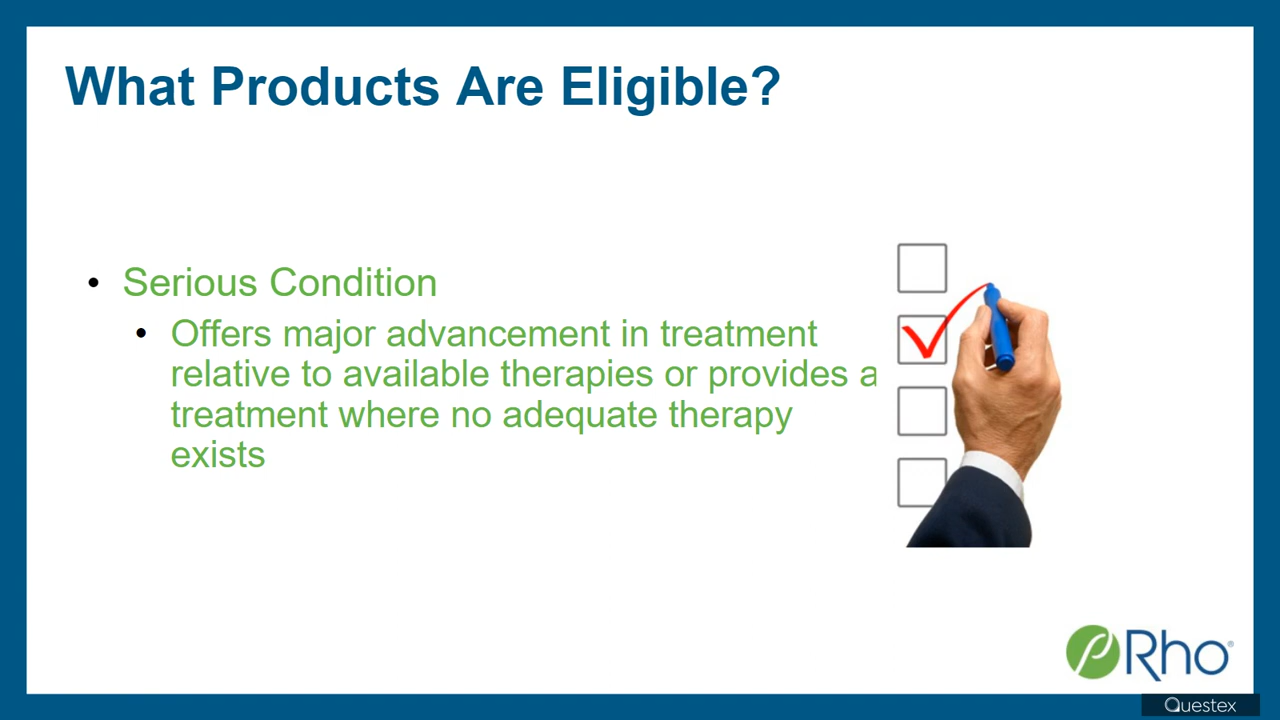 What Products Are Eligible?
• Serious Condition
• Offers major advancement in treatment
relative to available therapies or provides a
treatment where no adequate therapy
exists
Rho®
Questex